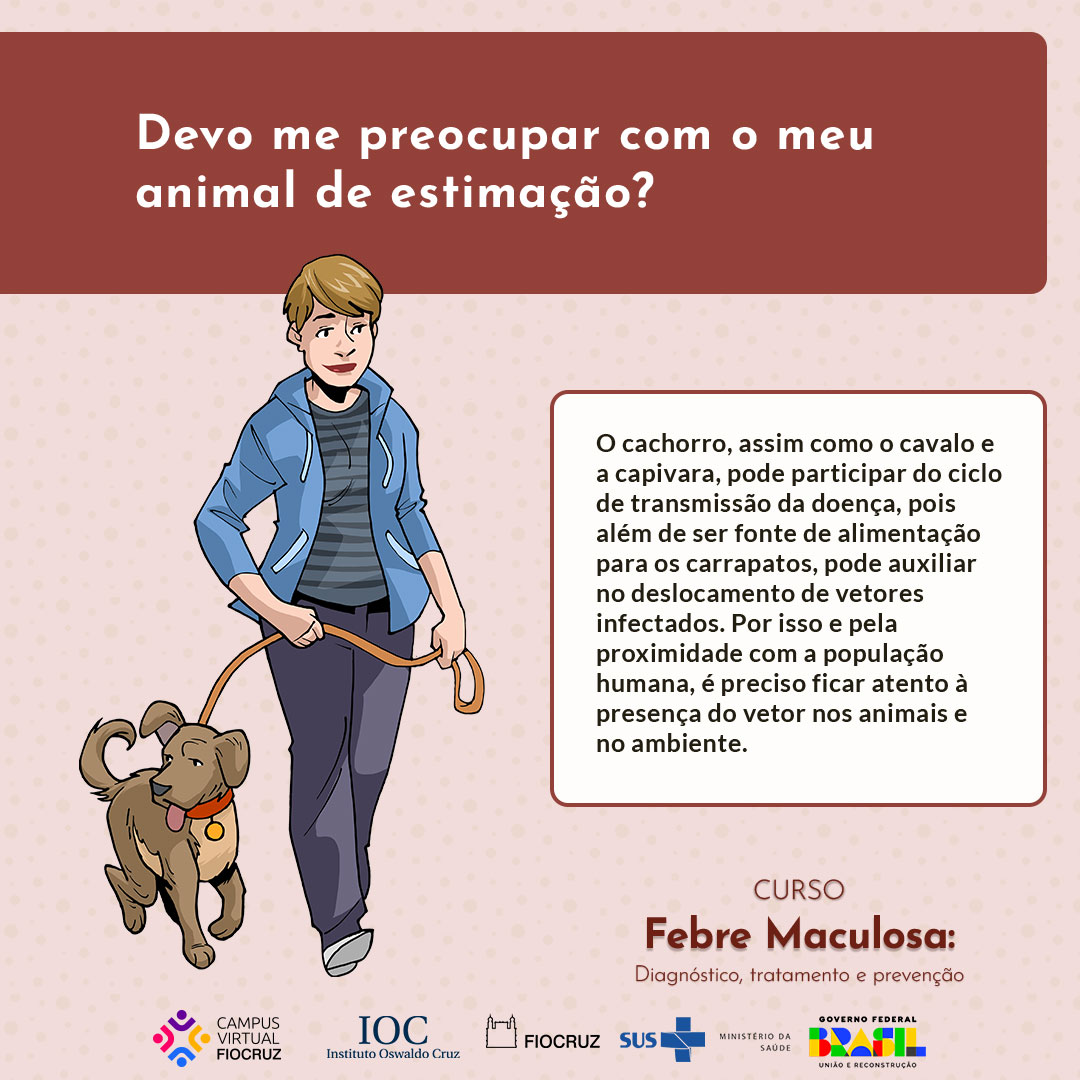 Devo me preocupar com o meu
animal de estimação?
O cachorro, assim como o cavalo e
a capivara, pode participar do ciclo
de transmissão da doença, pois
além de ser fonte de alimentação
para os carrapatos, pode auxiliar
no deslocamento de vetores
infectados. Por isso e pela
proximidade com a população
humana, é preciso ficar atento à
presença do vetor nos animais e
no ambiente.
CURSO
Febre Maculosa:
Diagnóstico, tratamento e prevenção
CAMPUS
VIRTUAL
FIOCRUZ
IOC
Instituto Oswaldo Cruz
FIOCRUZ
SUS
MINISTÉRIO DA
SAÚDE
GOVERNO FEDERAL
BRASIL
UNIÃO E RECONSTRUÇÃO